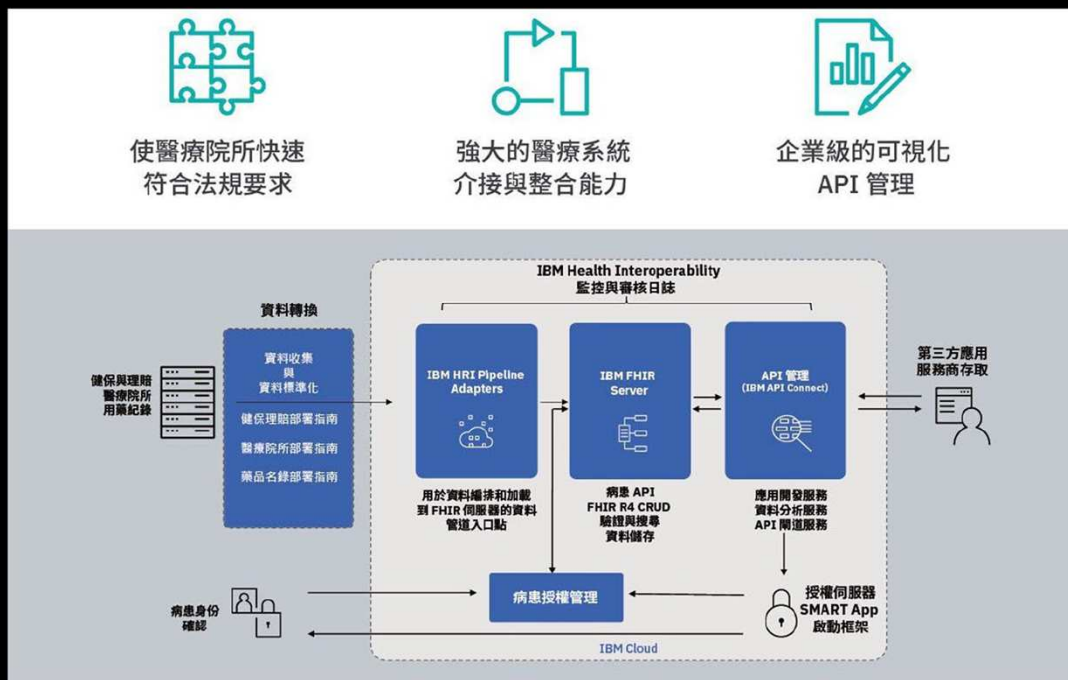 使醫療院所快速
符合法規要求
強大的醫療系統
介接與整合能力
企業級的可視化
API 管理
IBM Health Interoperability
監控與審核日誌
資料轉換
健保與理賠
醫療院所
用藥紀錄
資料收集
與
資料標準化
健保理賠部署指南
醫療院所部署指南
藥品名錄部署指南
IBM HRI Pipeline
Adapters
用於資料編排和加載
到 FHIR 伺服器的資料
管道入口點
IBM FHIR
Server
病患 API
FHIR R4 CRUD
驗證與搜尋
資料儲存
API 管理
(IBM API Connect)
應用開發服務
資料分析服務
API 閘道服務
第三方應用
服務商存取
病患身份
確認
病患授權管理
授權伺服器
SMART App
啟動框架
IBM Cloud